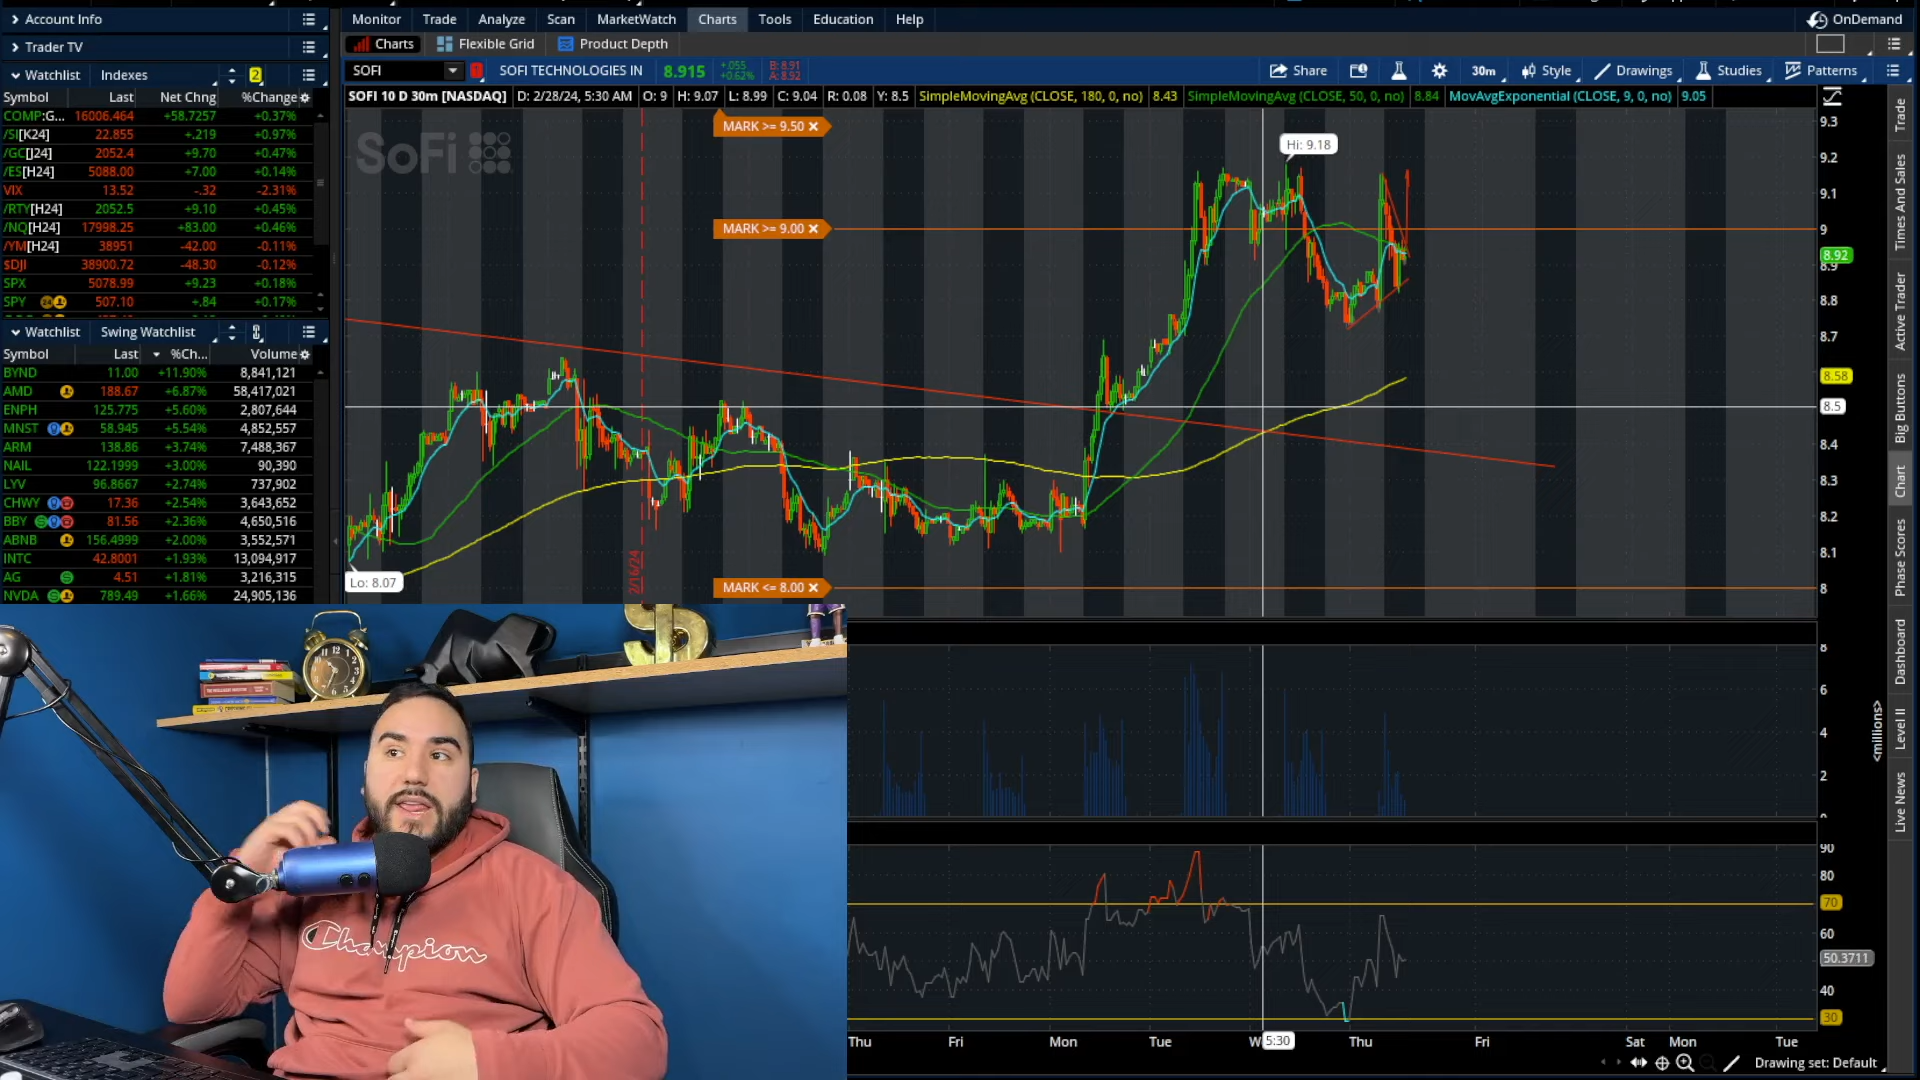 Account Info
Trader TV
Watchlist Indexes 2
Symbol Last Net Chng %Change
COMP:G... 16006.464 +58.7257 +0.37%
/SI[K24] 22.855 +.219 +0.97%
/GC[J24] 2052.4 +9.70 +0.47%
/ES[H24] 5088.00 +7.00 +0.14%
VIX 13.52 -.32 -2.31%
/RTY[H24] 2052.5 +9.10 +0.45%
/NQ[H24] 17998.25 +83.00 +0.46%
/YM[H24] 38951 -42.00 -0.11%
$DJI 38900.72 -48.30 -0.12%
SPX 5078.99 +9.23 +0.18%
SPY 507.10 +.84 +0.17%
Watchlist Swing Watchlist
Symbol Last %Ch... Volume
BYND 11.00 +11.90% 8,841,121
AMD 188.67 +6.87% 58,417,021
ENPH 125.775 +5.60% 2,807,644
MNST 58.945 +5.54% 4,852,557
ARM 138.86 +3.74% 7,488,367
NAIL 122.1999 +3.00% 90,390
LYV 96.8667 +2.74% 737,902
CHWY 17.36 +2.54% 3,643,652
BBY 81.56 +2.36% 4,650,516
ABNB 156.4999 +2.00% 3,552,571
INTC 42.8001 +1.93% 13,094,917
AG 4.51 +1.81% 3,216,315
NVDA 789.49 +1.66% 24,905,136
Monitor Trade Analyze Scan MarketWatch Charts Tools Education Help OnDemand
Charts Flexible Grid Product Depth
SOFI SOFI TECHNOLOGIES IN 8.915 +.055 +0.62% B: 8.91 A: 8.92 Share 30m Style Drawings Studies Patterns
SOFI 10 D 30m [NASDAQ] D: 2/28/24, 5:30 AM O: 9 H: 9.07 L: 8.99 C: 9.04 R: 0.08 Y: 8.5 SimpleMovingAvg (CLOSE, 180, 0, no) 8.43 SimpleMovingAvg (CLOSE, 50, 0, no) 8.84 MovAvgExponential (CLOSE, 9, 0, no) 9.05
SoFi
MARK >= 9.50
Hi: 9.18
MARK >= 9.00
Lo: 8.07
2/16/24
MARK <= 8.00
9.3
9.2
9.1
9
8.92
8.9
8.8
8.7
8.58
8.5
8.4
8.3
8.2
8.1
8
8
6
4
2
<millions>
90
80
70
60
50.3711
40
30
Thu Fri Mon Tue W 5:30 Thu Fri Sat Mon Tue
Drawing set: Default
Trade
Times And Sales
Active Trader
Big Buttons
Chart
Phase Scores
Dashboard
Level II
Live News
Champion